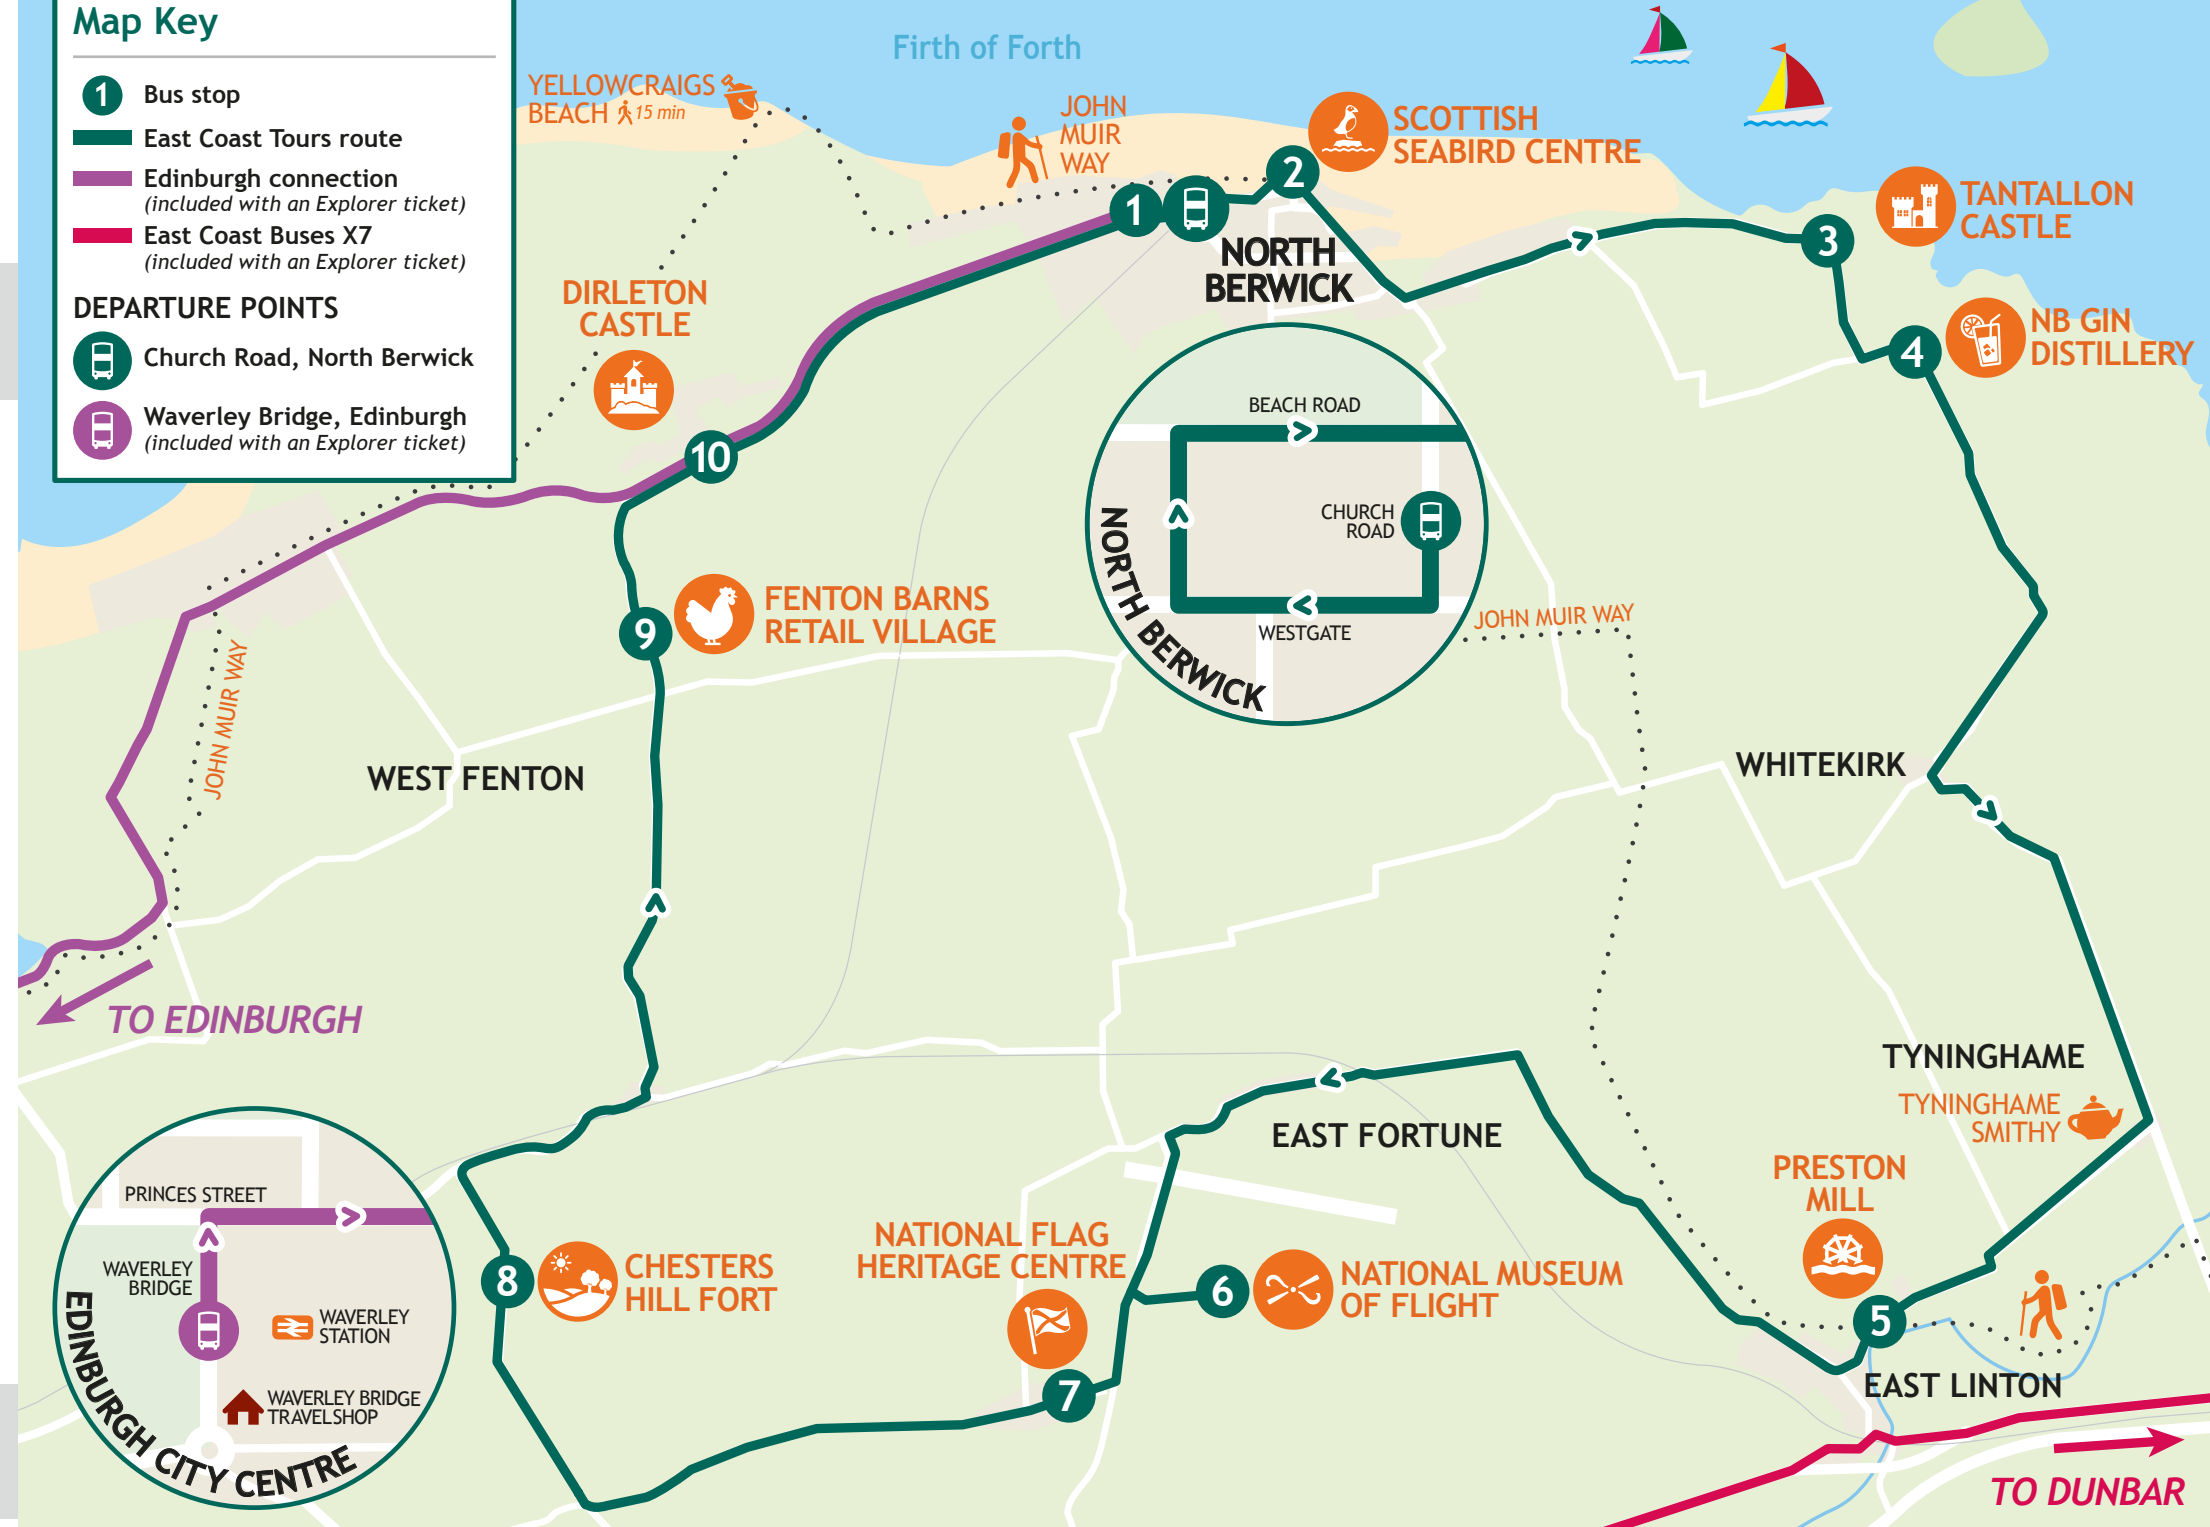 Map Key
1
Bus stop
East Coast Tours route
Edinburgh connection
(included with an Explorer ticket)
East Coast Buses X7
(included with an Explorer ticket)
DEPARTURE POINTS
Church Road, North Berwick
Waverley Bridge, Edinburgh
(included with an Explorer ticket)
Firth of Forth
YELLOWCRAIGS
BEACH 15 min
JOHN
MUIR
WAY
SCOTTISH
SEABIRD CENTRE
1
2
NORTH
BERWICK
3
TANTALLON
CASTLE
4
NB GIN
DISTILLERY
DIRLETON
CASTLE
10
BEACH ROAD
CHURCH
ROAD
WESTGATE
NORTH BERWICK
JOHN MUIR WAY
9
FENTON BARNS
RETAIL VILLAGE
JOHN MUIR WAY
WEST FENTON
WHITEKIRK
TO EDINBURGH
TYNINGHAME
TYNINGHAME
SMITHY
EAST FORTUNE
PRESTON
MILL
5
EAST LINTON
NATIONAL FLAG
HERITAGE CENTRE
6
NATIONAL MUSEUM
OF FLIGHT
7
8
CHESTERS
HILL FORT
PRINCES STREET
WAVERLEY
BRIDGE
WAVERLEY
STATION
WAVERLEY BRIDGE
TRAVELSHOP
EDINBURGH CITY CENTRE
TO DUNBAR